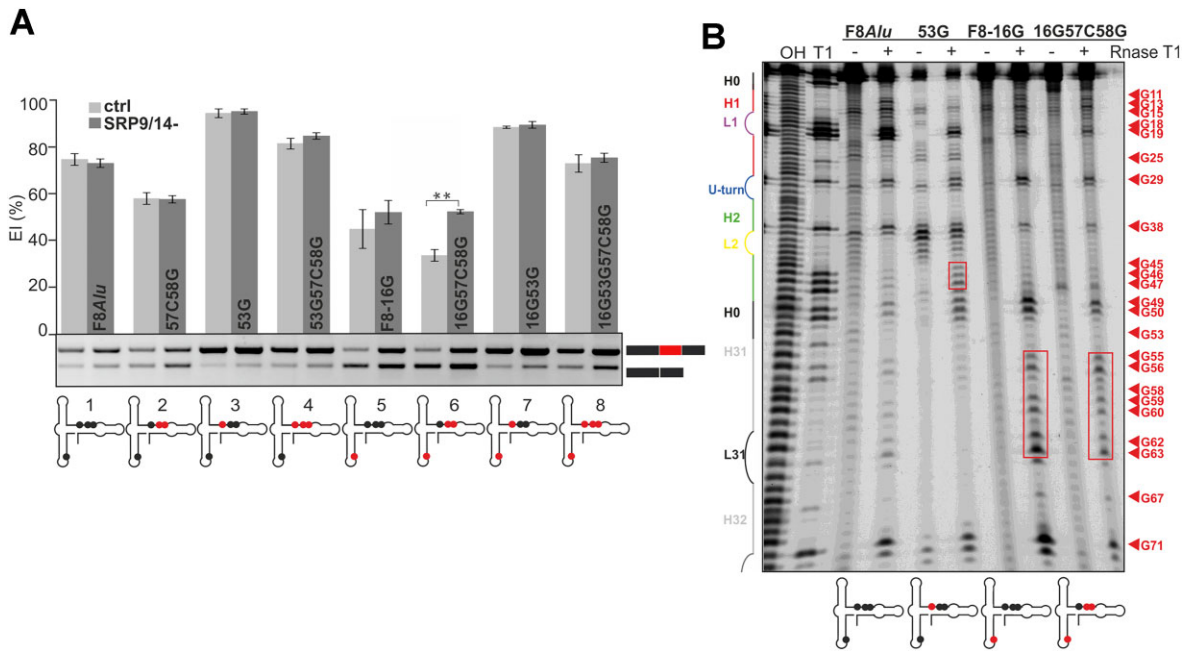 A
EI (%)
100
80
60
40
20
0
ctrl
SRP9/14-
**
F8Alu
57C58G
53G
53G57C58G
F8-16G
16G57C58G
16G53G
16G53G57C58G
1 2 3 4 5 6 7 8
B
F8Alu 53G F8-16G 16G57C58G
OH T1 - + - + - + - + Rnase T1
H0
H1
L1
U-turn
H2
L2
H0
H31
L31
H32
G11
G13
G15
G18
G19
G25
G29
G38
G45
G46
G47
G49
G50
G53
G55
G56
G58
G59
G60
G62
G63
G67
G71